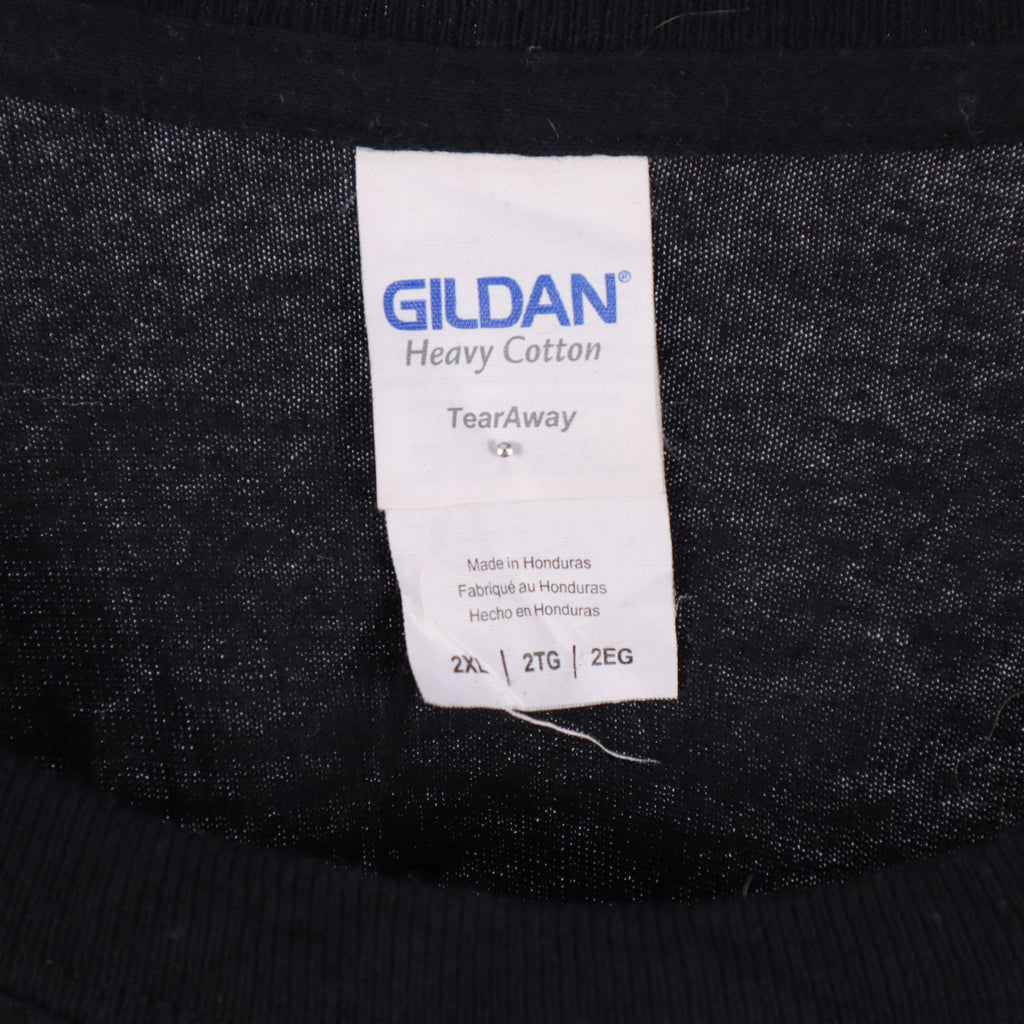 GILDAN®
Heavy Cotton
TearAway
Made in Honduras
Fabriqué au Honduras
Hecho en Honduras
2XL | 2TG | 2EG